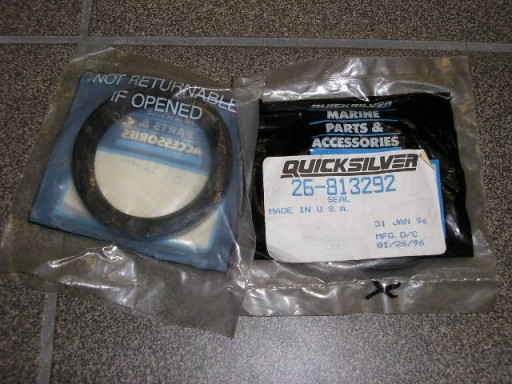 NOT RETURNABLE
IF OPENED
PARTS &
ACCESSORIES
QUICKSILVER
MARINE
PARTS &
ACCESSORIES
QUICKSILVER
26-813292
SEAL
MADE IN U.S.A.
31 JAN 96
MFG. D/C
01/26/96